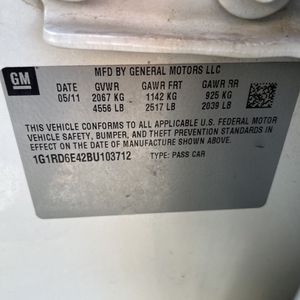 GM
MFD BY GENERAL MOTORS LLC
DATE GVWR GAWR FRT GAWR RR
05/11 2067 KG 1142 KG 925 KG
4556 LB 2517 LB 2039 LB
THIS VEHICLE CONFORMS TO ALL APPLICABLE U.S. FEDERAL MOTOR
VEHICLE SAFETY, BUMPER, AND THEFT PREVENTION STANDARDS IN
EFFECT ON THE DATE OF MANUFACTURE SHOWN ABOVE.
1G1RD6E42BU103712 TYPE: PASS CAR